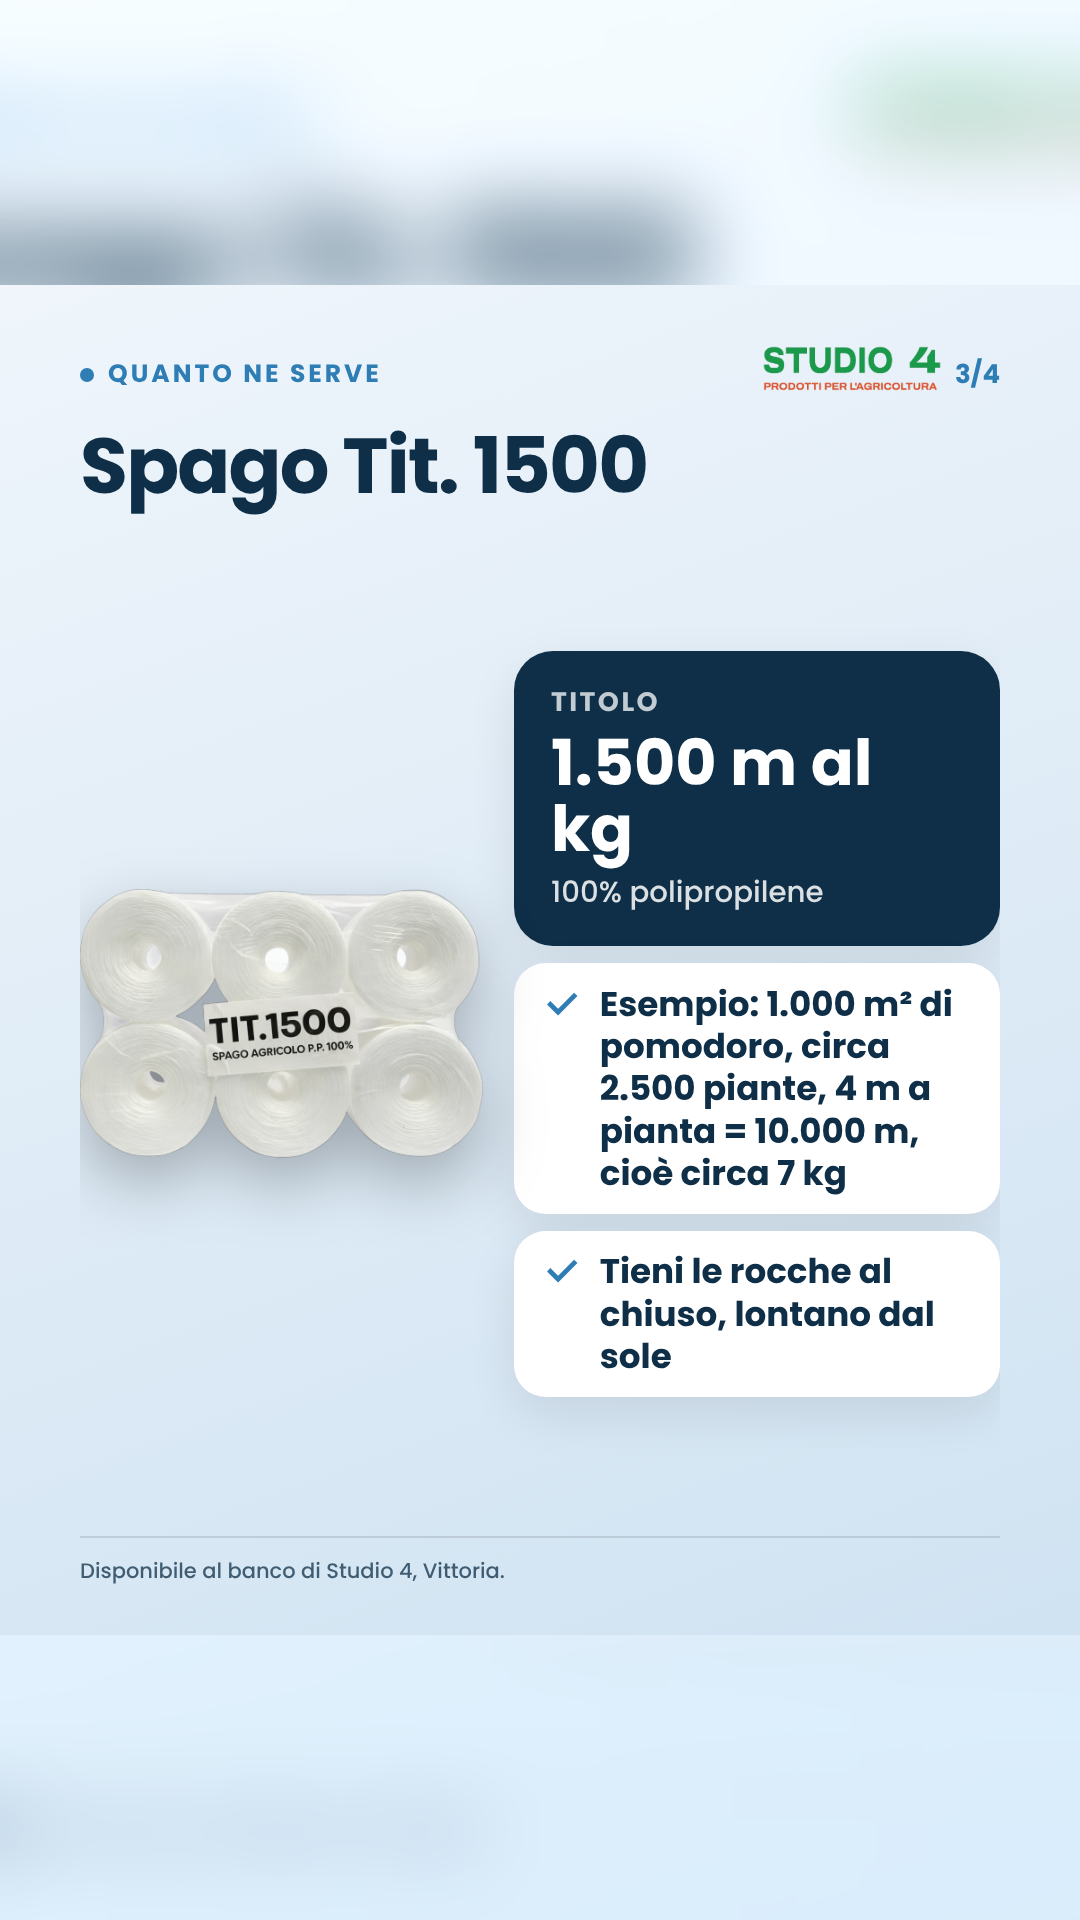 QUANTO NE SERVE
STUDIO 4
PRODOTTI PER L'AGRICOLTURA
3/4
Spago Tit. 1500
TITOLO
1.500 m al
kg
100% polipropilene
TIT.1500
SPAGO AGRICOLO P.P. 100%
Esempio: 1.000 m² di
pomodoro, circa
2.500 piante, 4 m a
pianta = 10.000 m,
cioè circa 7 kg
Tieni le rocche al
chiuso, lontano dal
sole
Disponibile al banco di Studio 4, Vittoria.